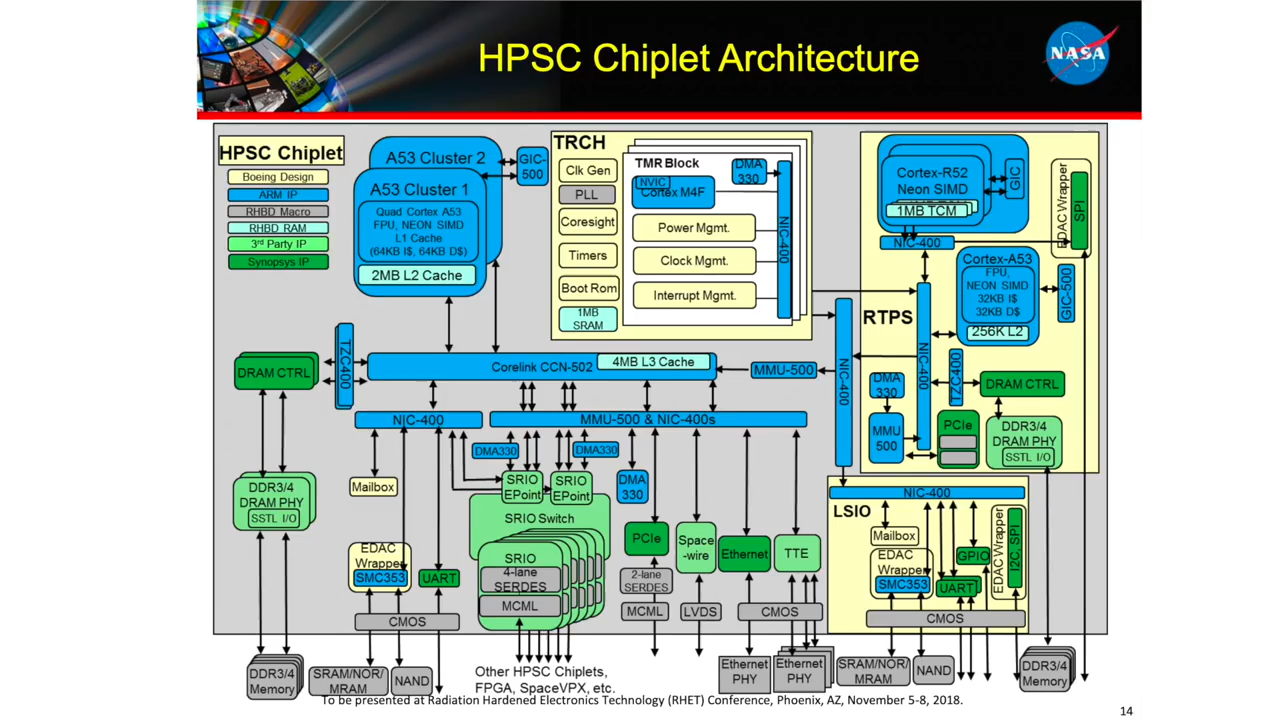 HPSC Chiplet Architecture
NASA
HPSC Chiplet
Boeing Design
ARM IP
RHBD Macro
RHBD RAM
3rd Party IP
Synopsys IP
A53 Cluster 2
A53 Cluster 1
Quad Cortex A53
FPU, NEON SIMD
L1 Cache
(64KB I$, 64KB D$)
2MB L2 Cache
GIC-
500
TRCH
Clk Gen
PLL
Coresight
Timers
Boot Rom
1MB
SRAM
TMR Block
DMA
330
NVIC
Cortex M4F
Power Mgmt.
Clock Mgmt.
Interrupt Mgmt.
NIC-400
Cortex-R52
Neon SIMD
1MB TCM
GIC
NIC-400
EDAC Wrapper
SPI
Cortex-A53
FPU,
NEON SIMD
32KB I$
32KB D$
256K L2
GIC-500
RTPS
NIC-400
NIC-400
TZC400
DMA
330
MMU
500
PCIe
DRAM CTRL
DDR3/4
DRAM PHY
SSTL I/O
DRAM CTRL
TZC400
Corelink CCN-502
4MB L3 Cache
MMU-500
NIC-400
MMU-500 & NIC-400s
DMA330
DMA330
DMA
330
Mailbox
SRIO
EPoint
SRIO
EPoint
SRIO Switch
SRIO
4-lane
SERDES
MCML
DDR3/4
DRAM PHY
SSTL I/O
EDAC
Wrapper
SMC353
UART
CMOS
PCIe
2-lane
SERDES
MCML
Space
-wire
LVDS
Ethernet
TTE
CMOS
NIC-400
LSIO
Mailbox
EDAC
Wrapper
SMC353
UART
GPIO
EDAC Wrapper
I2C, SPI
CMOS
DDR3/4
Memory
SRAM/NOR/
MRAM
NAND
Other HPSC Chiplets,
FPGA, SpaceVPX, etc.
Ethernet
PHY
Ethernet
PHY
SRAM/NOR/
MRAM
NAND
DDR3/4
Memory
To be presented at Radiation Hardened Electronics Technology (RHET) Conference, Phoenix, AZ, November 5-8, 2018.
14